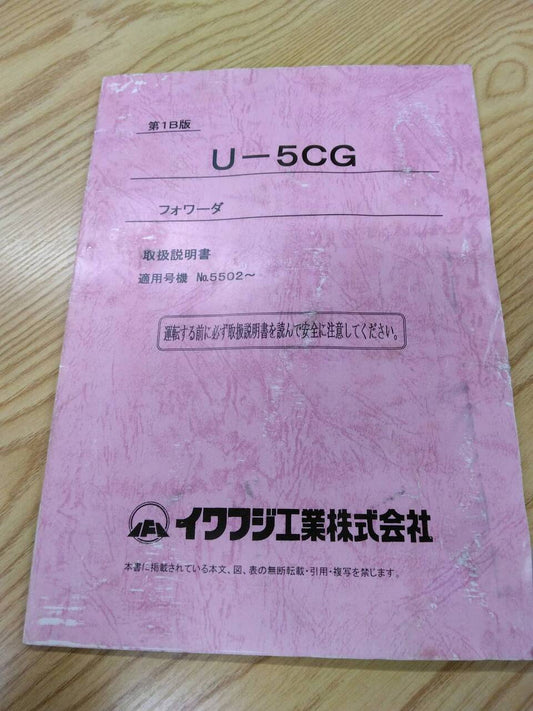 第1B版
U－5CG
フォワーダ
取扱説明書
適用号機 №5502～
運転する前に必ず取扱説明書を読んで安全に注意してください。
イワフジ工業株式会社
本書に掲載されている本文、図、表の無断転載・引用・複写を禁じます。